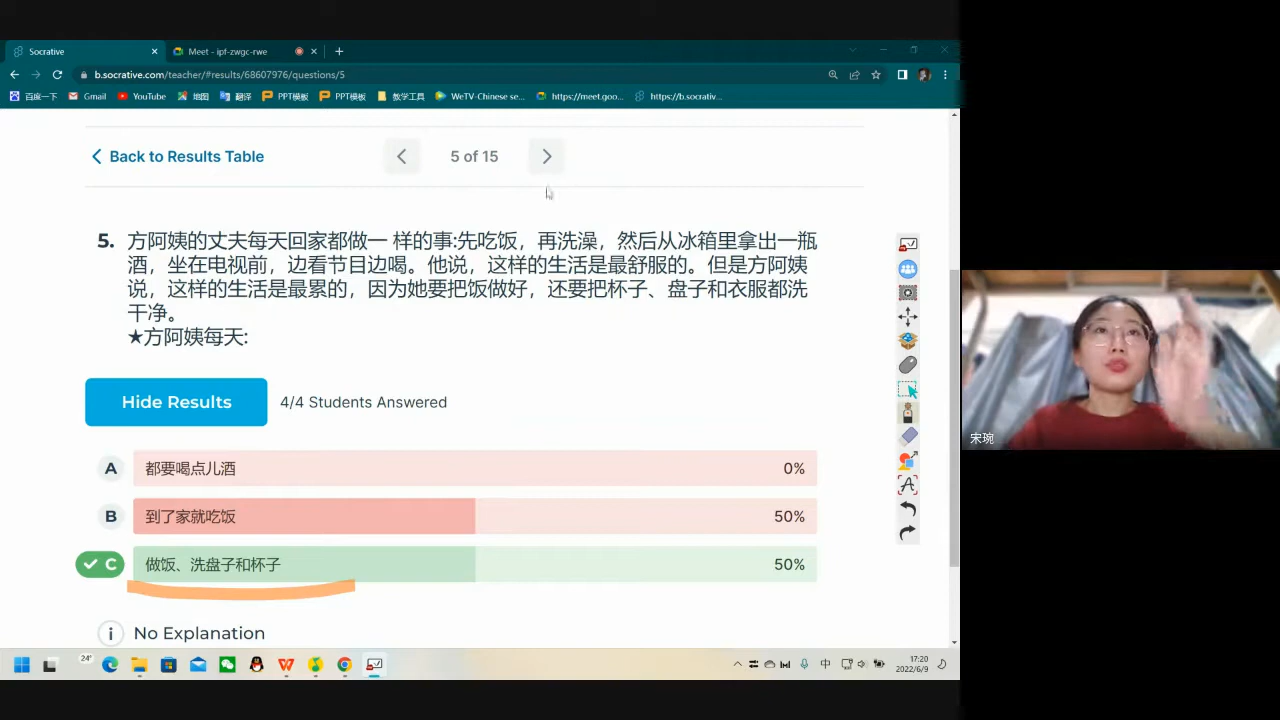 Socrative
Meet - ipf-zwgc-rwe
b.socrative.com/teacher/#results/68607976/questions/5
百度一下
Gmail
YouTube
地图
翻译
PPT模板
PPT模板
教学工具
WeTV-Chinese se...
https://meet.goo...
https://b.socrativ...
Back to Results Table
5 of 15
5. 方阿姨的丈夫每天回家都做一 样的事:先吃饭，再洗澡，然后从冰箱里拿出一瓶
酒，坐在电视前，边看节目边喝。他说，这样的生活是最舒服的。但是方阿姨
说，这样的生活是最累的，因为她要把饭做好，还要把杯子、盘子和衣服都洗
干净。
★方阿姨每天:
Hide Results
4/4 Students Answered
A 都要喝点儿酒 0%
B 到了家就吃饭 50%
C 做饭、洗盘子和杯子 50%
No Explanation
宋琬
24°
中
17:20
2022/6/9